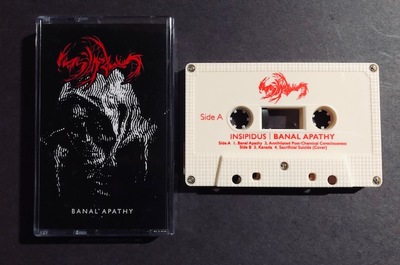 BANAL APATHY
Side A
INSIPIDUS | BANAL APATHY
Side A 1. Banal Apathy 2. Annihilated Post-Chemical Consciousness
Side B 3. Kanada 4. Sacrificial Suicide (Cover)